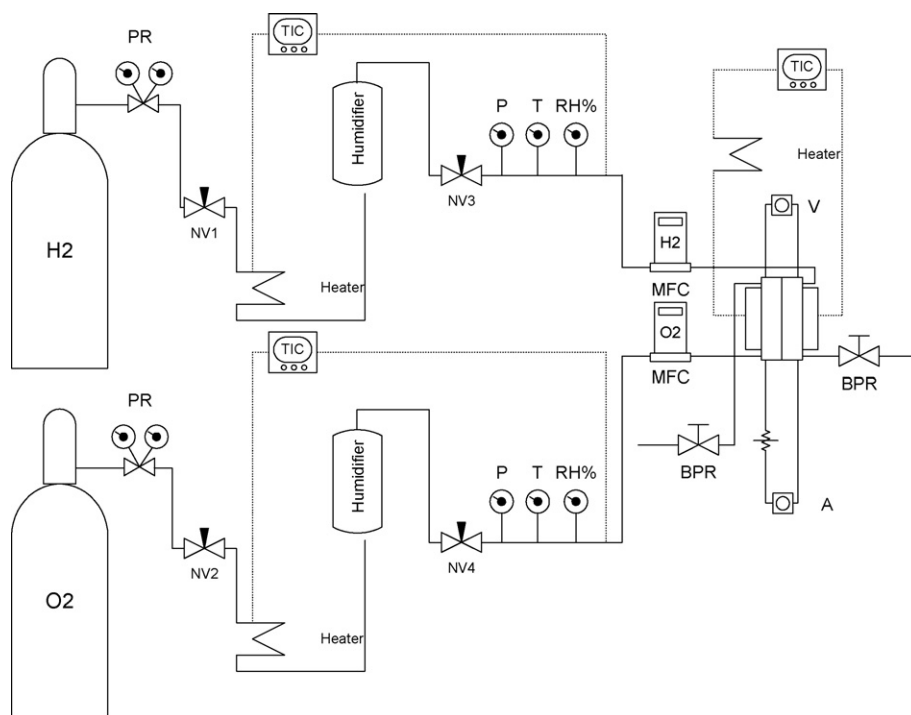 PR
TIC
H2
NV1
Heater
Humidifier
NV3
P
T
RH%
TIC
Heater
V
H2
MFC
O2
MFC
BPR
BPR
A
TIC
PR
O2
NV2
Heater
Humidifier
NV4
P
T
RH%